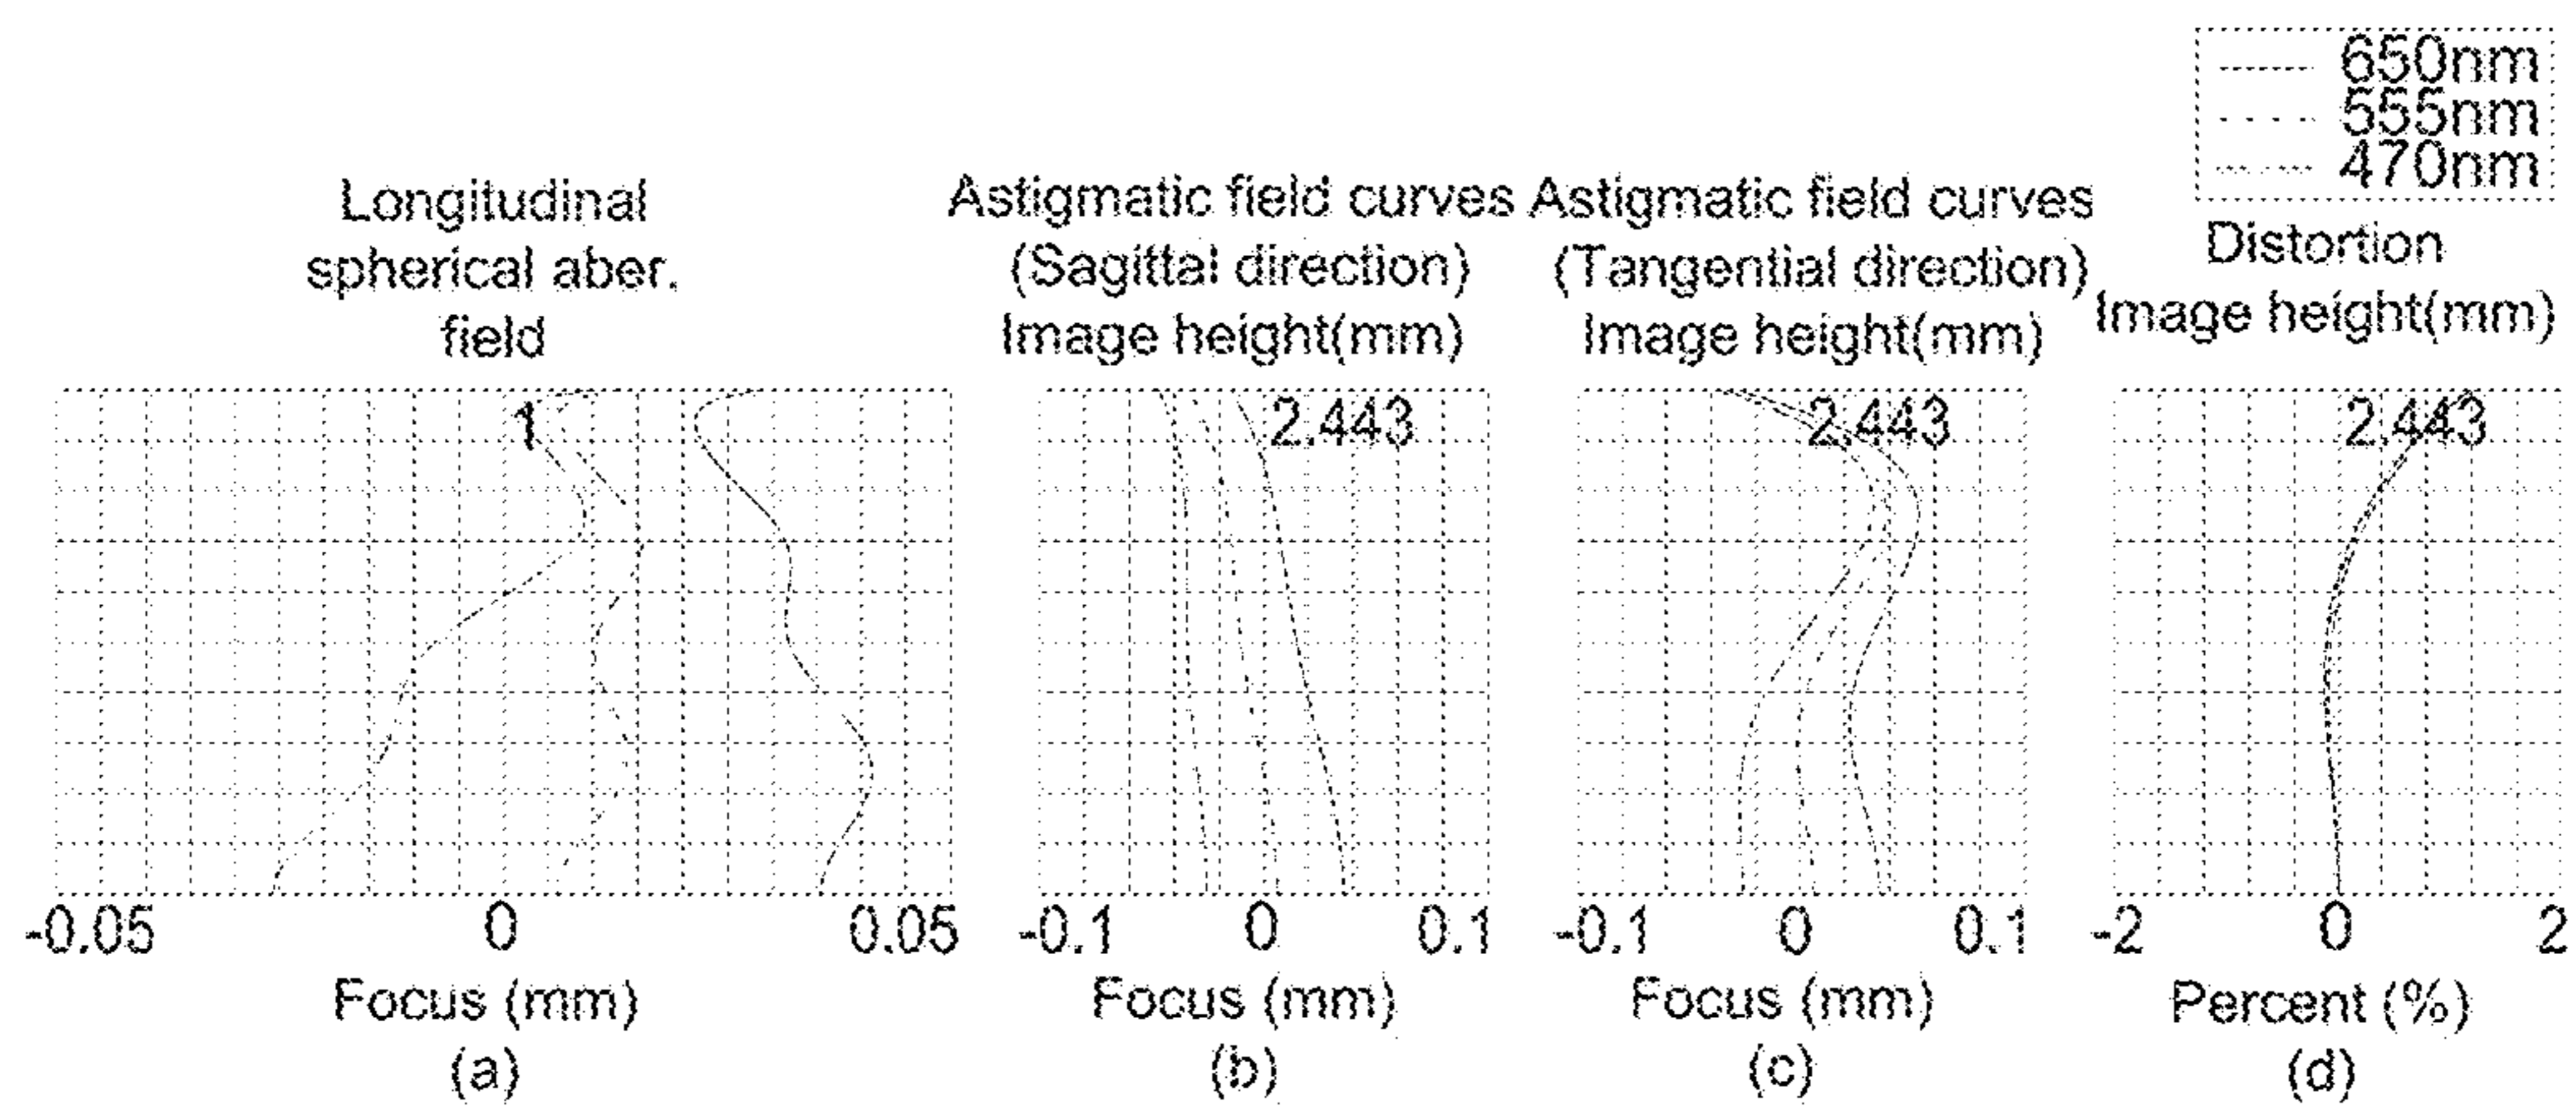 650nm
555nm
470nm
Longitudinal
spherical aber.
field
Astigmatic field curves
(Sagittal direction)
Image height(mm)
Astigmatic field curves
(Tangential direction)
Image height(mm)
Distortion
Image height(mm)
1
2.443
2.443
2.443
-0.05 0 0.05
Focus (mm)
(a)
-0.1 0 0.1
Focus (mm)
(b)
-0.1 0 0.1
Focus (mm)
(c)
-2 0 2
Percent (%)
(d)